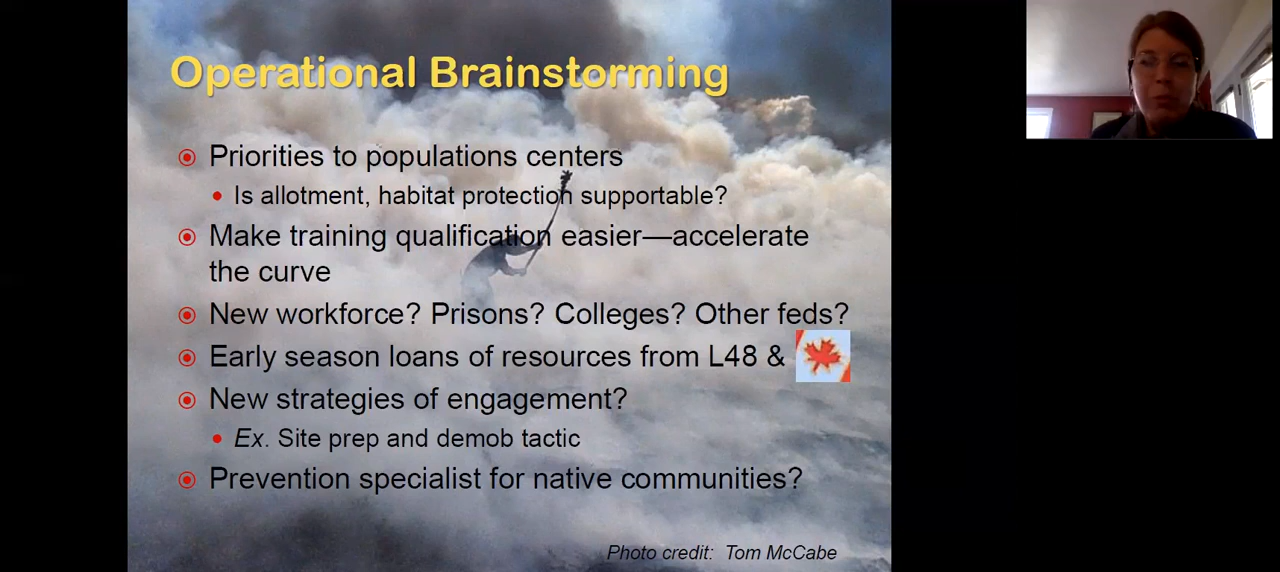 Operational Brainstorming
Priorities to populations centers
Is allotment, habitat protection supportable?
Make training qualification easier—accelerate
the curve
New workforce? Prisons? Colleges? Other feds?
Early season loans of resources from L48 &
New strategies of engagement?
Ex. Site prep and demob tactic
Prevention specialist for native communities?
Photo credit: Tom McCabe